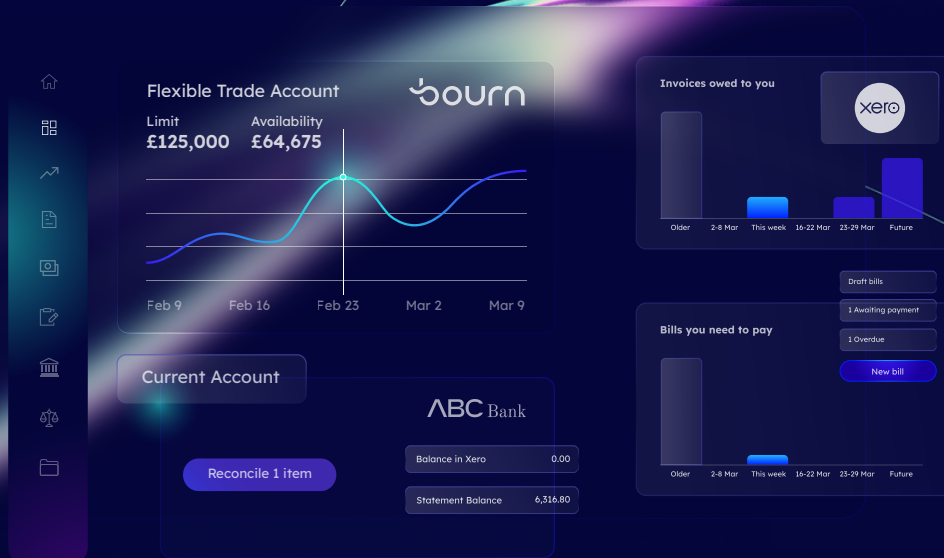 Flexible Trade Account
bourn
Limit
Availability
£125,000
£64,675
Feb 9
Feb 16
Feb 23
Mar 2
Mar 9
Current Account
ABC Bank
Reconcile 1 item
Balance in Xero 0.00
Statement Balance 6,316.80
Invoices owed to you
xero
Older
2-8 Mar
This week
16-22 Mar
23-29 Mar
Future
Draft bills
1 Awaiting payment
1 Overdue
New bill
Bills you need to pay
Older
2-8 Mar
This week
16-22 Mar
23-29 Mar
Future